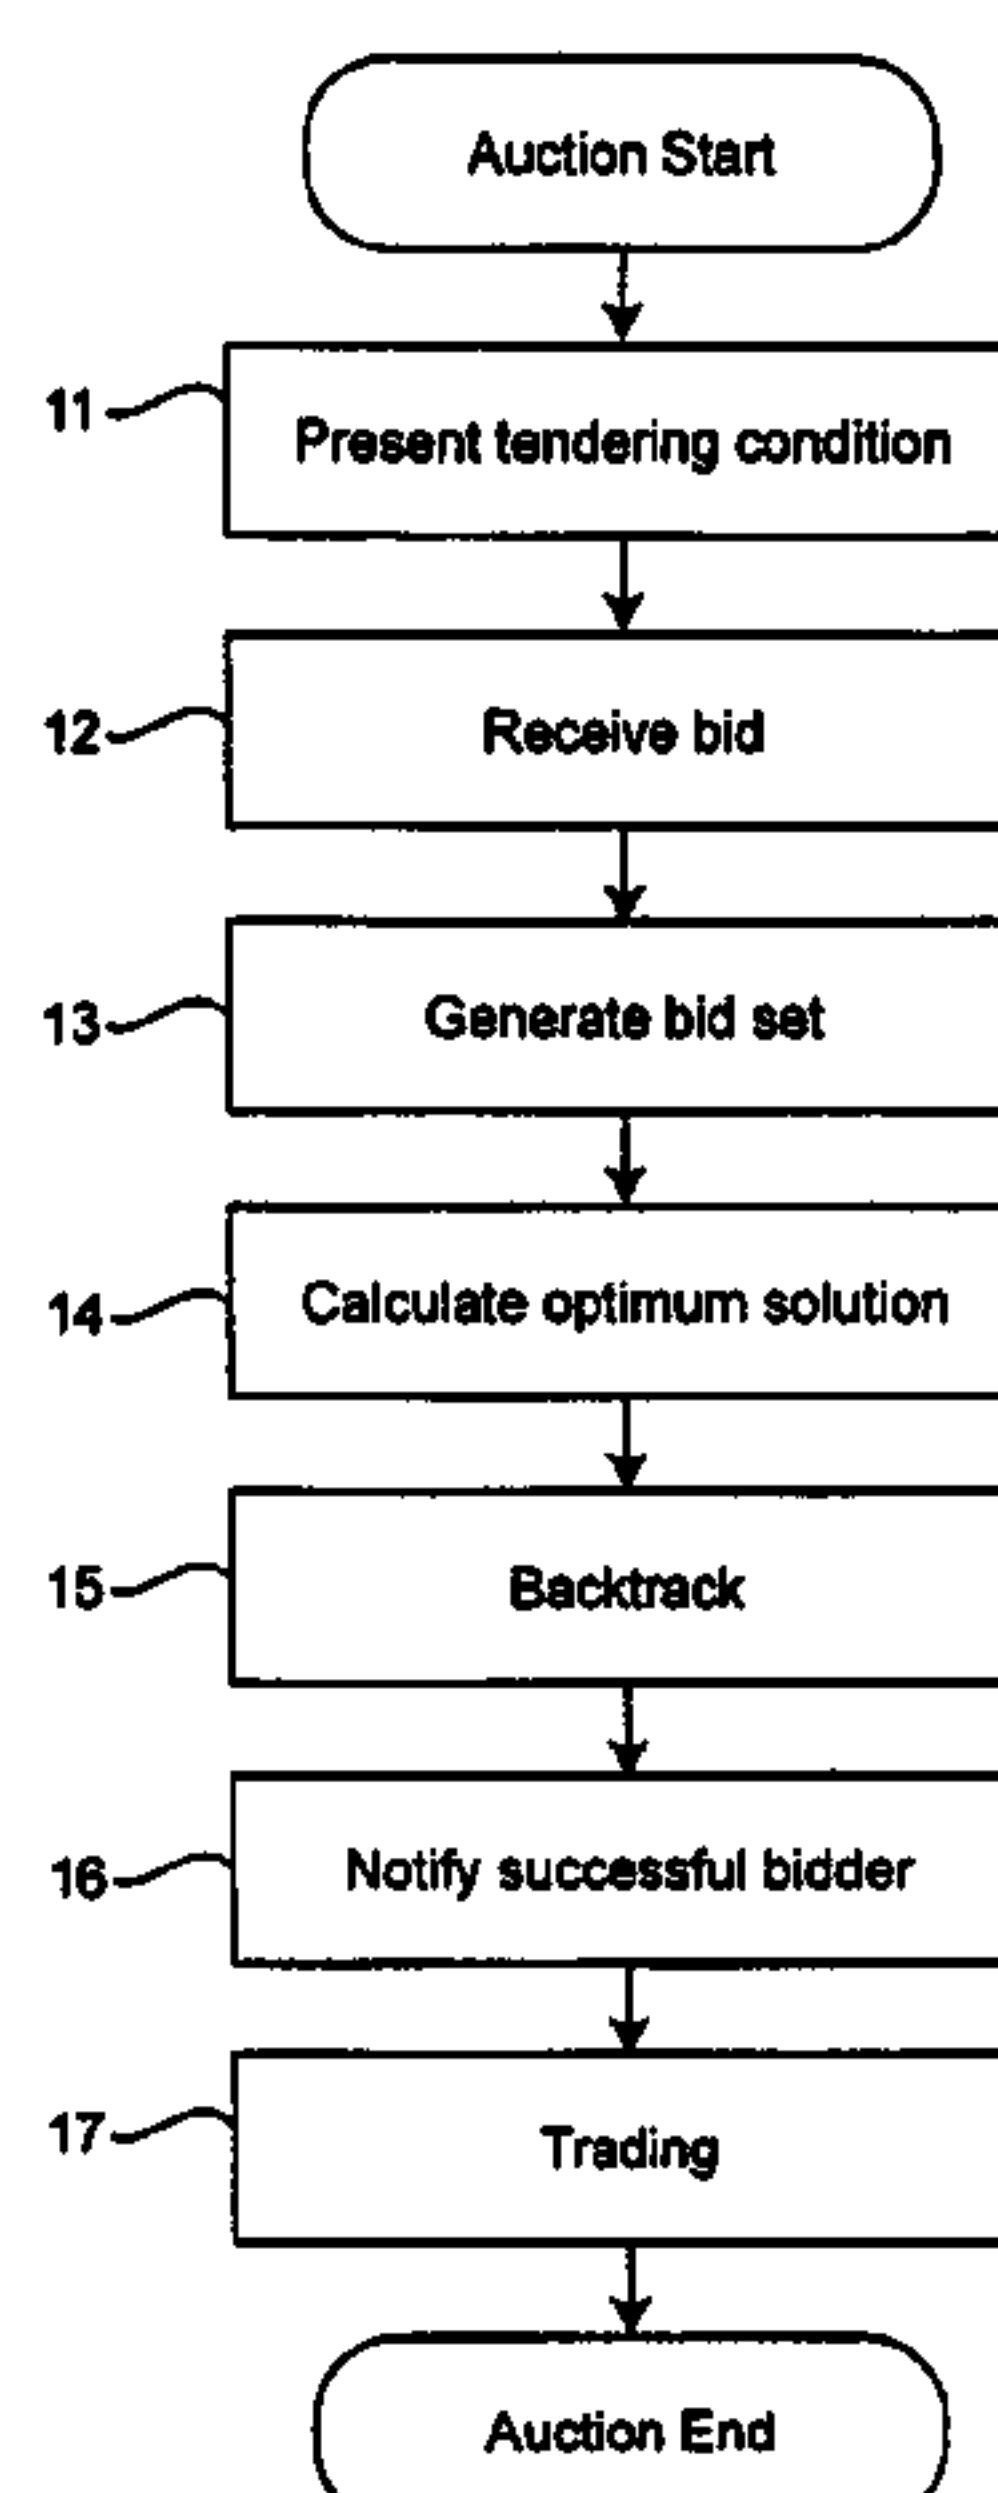 Auction Start
11
Present tendering condition
12
Receive bid
13
Generate bid set
14
Calculate optimum solution
15
Backtrack
16
Notify successful bidder
17
Trading
Auction End